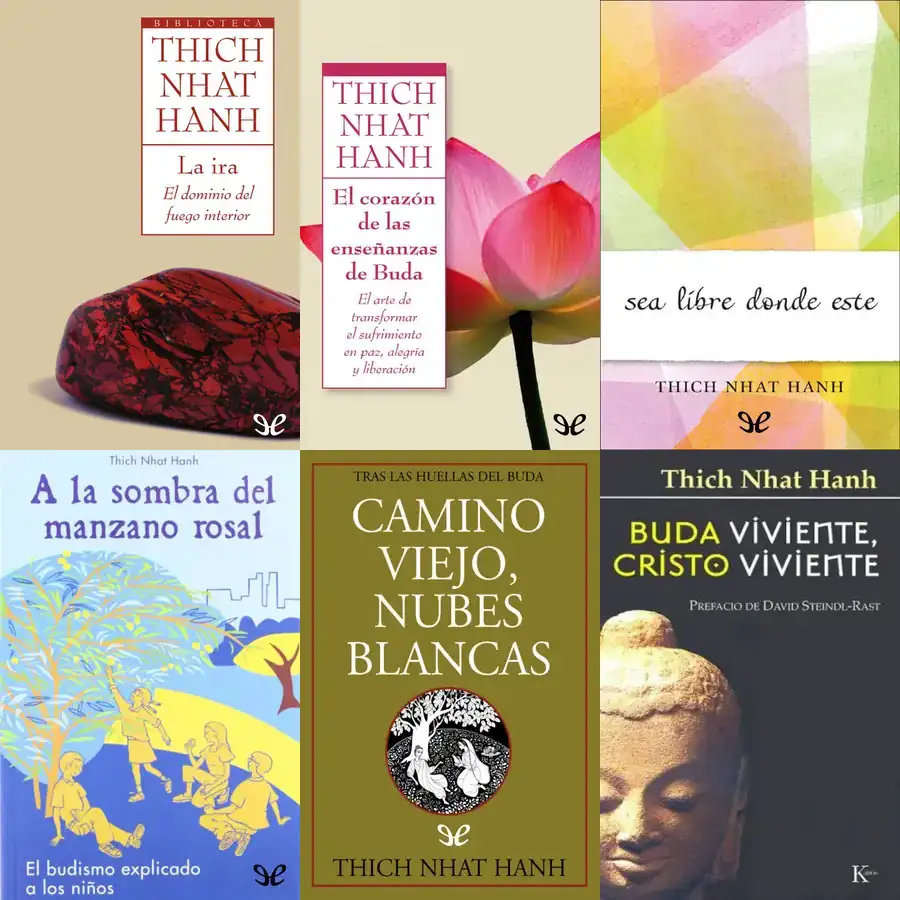 BIBLIOTECA
THICH
NHAT
HANH
La ira
El dominio del
fuego interior
THICH
NHAT
HANH
El corazón
de las
enseñanzas
de Buda
El arte de
transformar
el sufrimiento
en paz, alegría
y liberación
sea libre donde este
THICH NHAT HANH
Thich Nhat Hanh
A la sombra del
manzano rosal
El budismo explicado
a los niños
TRAS LAS HUELLAS DEL BUDA
CAMINO
VIEJO,
NUBES
BLANCAS
THICH NHAT HANH
Thich Nhat Hanh
BUDA VIVIENTE,
CRISTO VIVIENTE
PREFACIO DE DAVID STEINDL-RAST